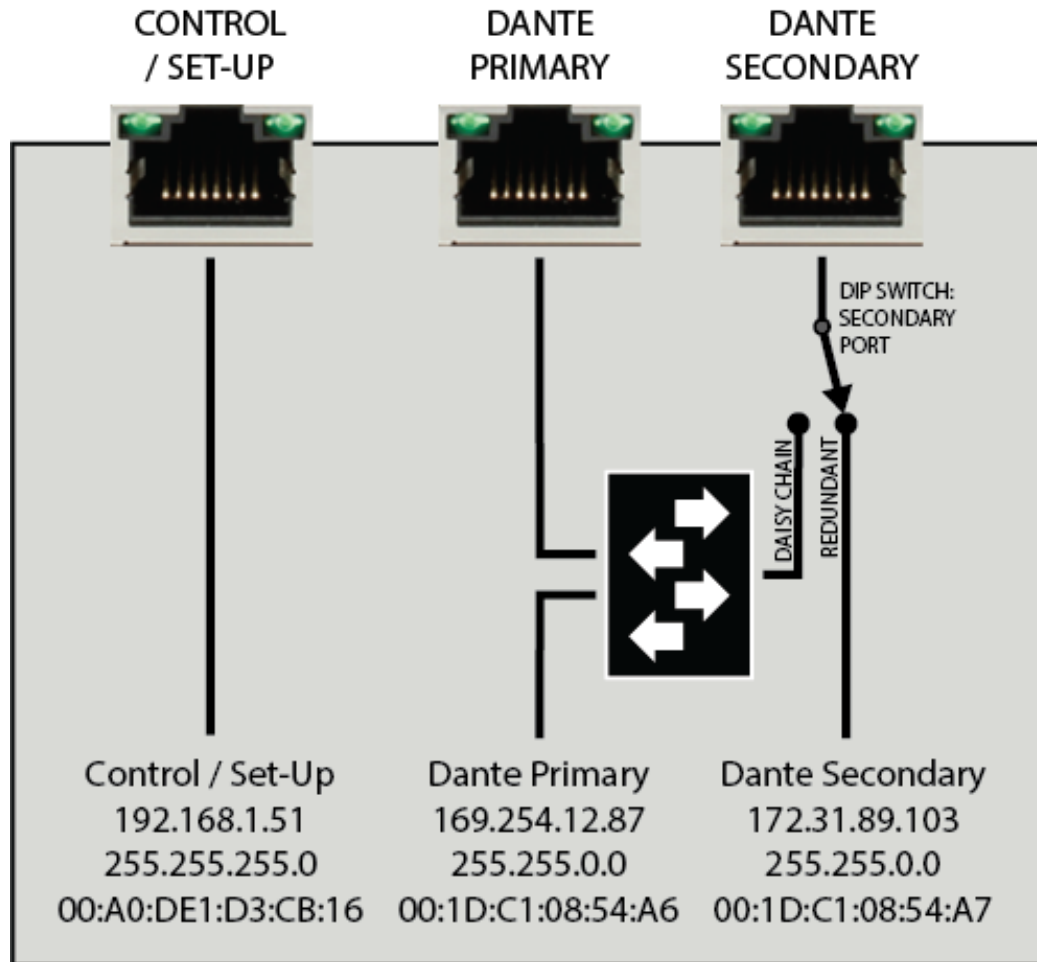 CONTROL
/ SET-UP
DANTE
PRIMARY
DANTE
SECONDARY
DIP SWITCH:
SECONDARY
PORT
DAISY CHAIN
REDUNDANT
Control / Set-Up
192.168.1.51
255.255.255.0
00:A0:DE1:D3:CB:16
Dante Primary
169.254.12.87
255.255.0.0
00:1D:C1:08:54:A6
Dante Secondary
172.31.89.103
255.255.0.0
00:1D:C1:08:54:A7